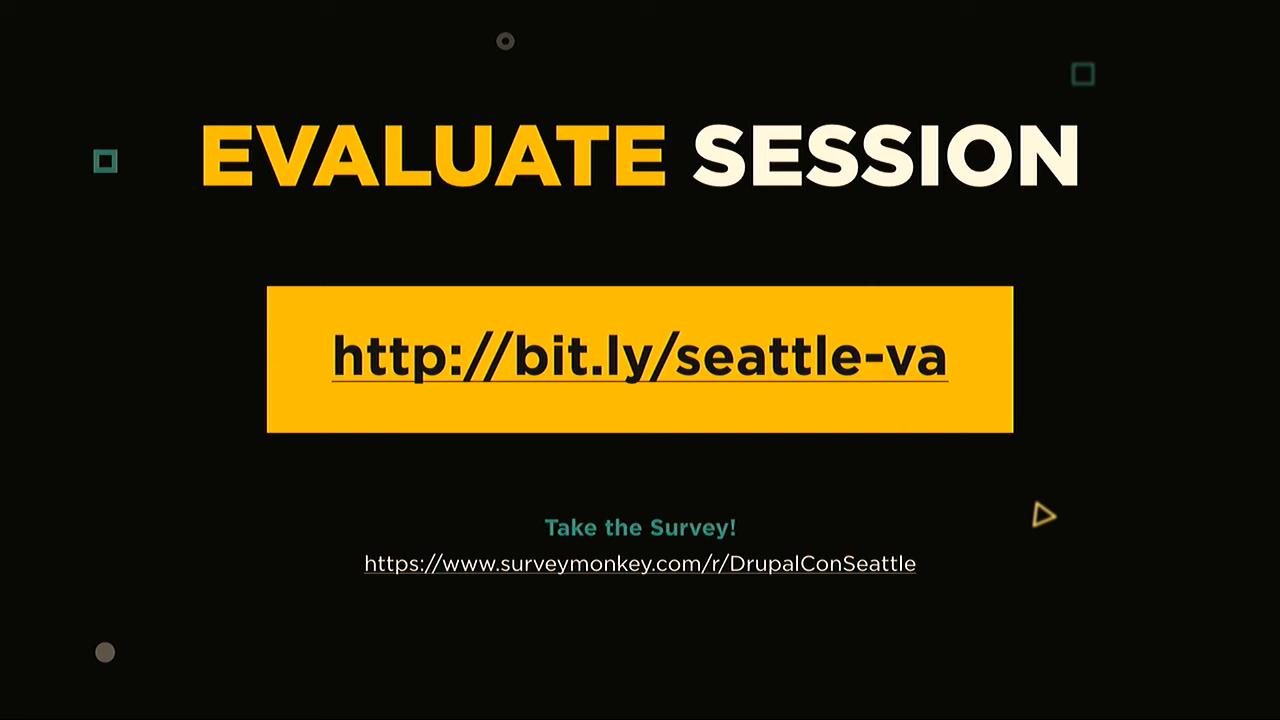 EVALUATE SESSION
http://bit.ly/seattle-va
Take the Survey!
https://www.surveymonkey.com/r/DrupalConSeattle